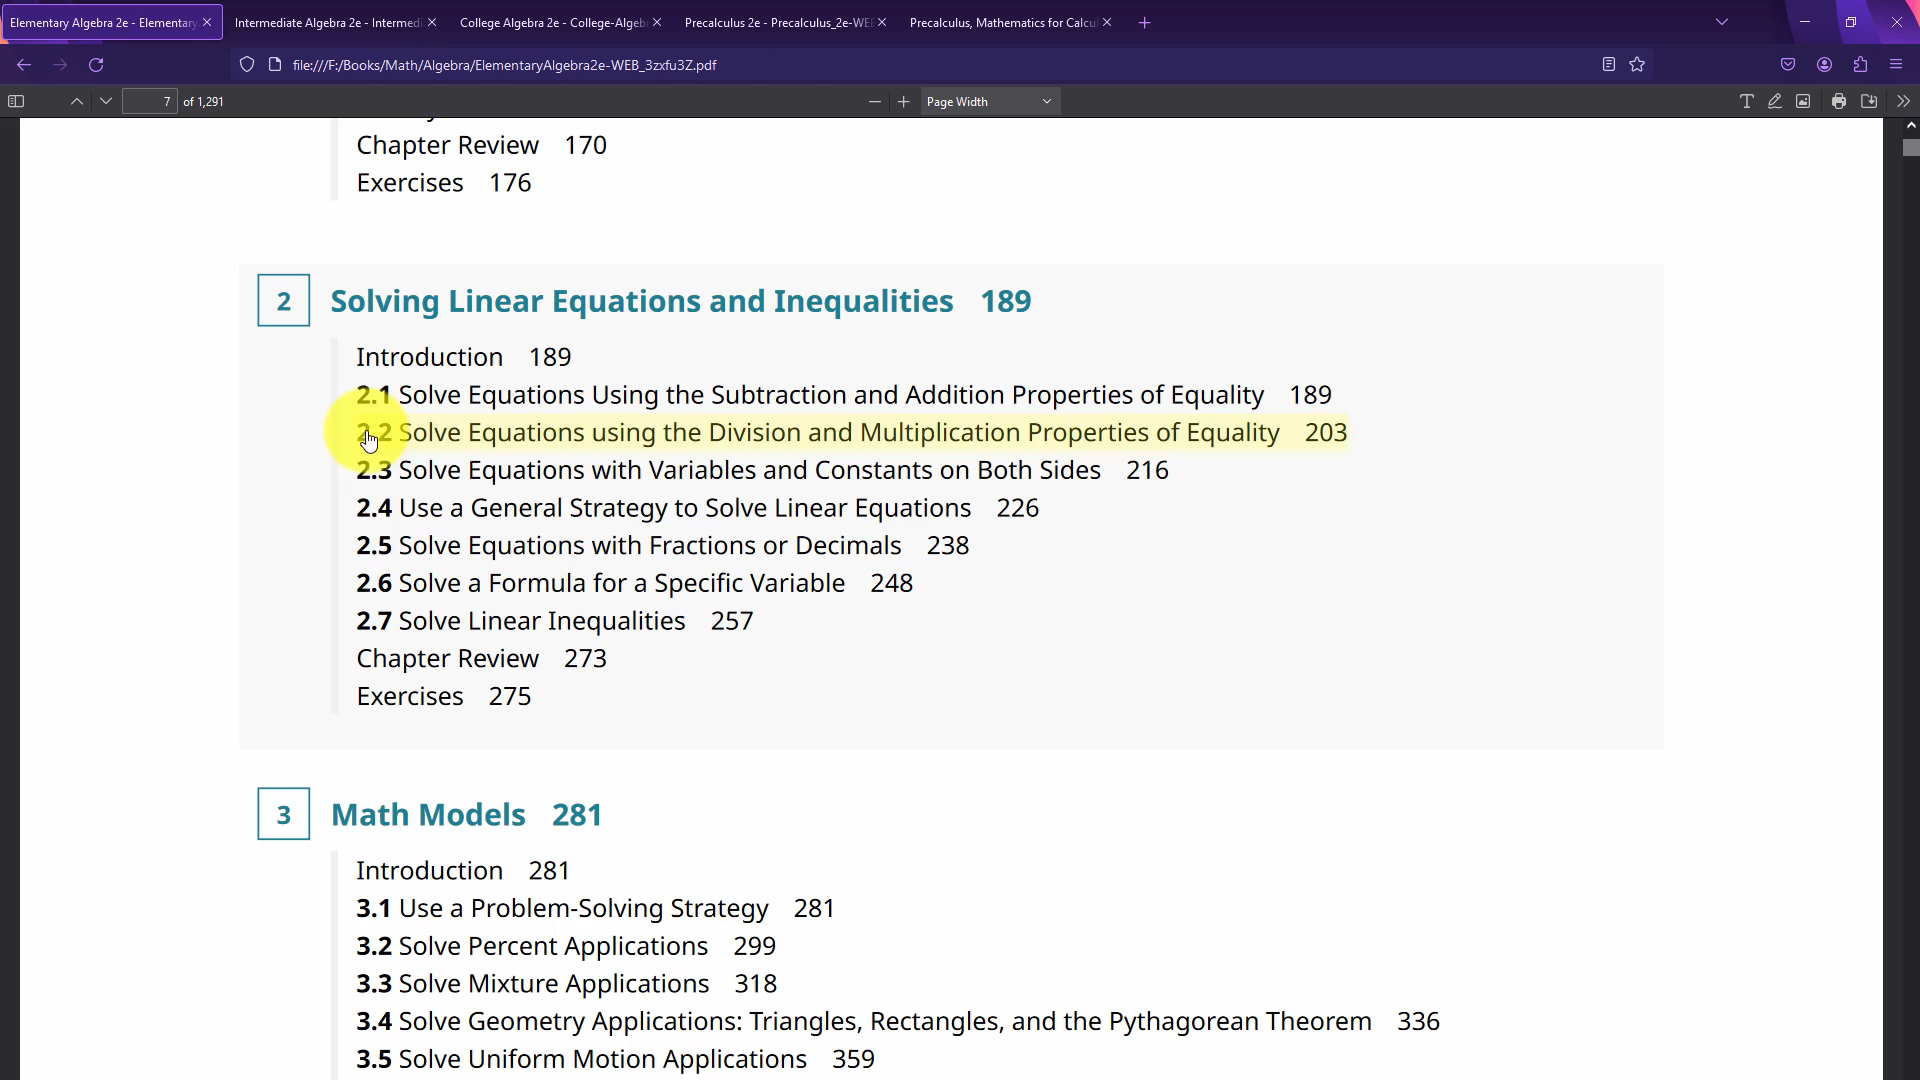 Elementary Algebra 2e - Elementary
Intermediate Algebra 2e - Intermedi
College Algebra 2e - College-Algeb
Precalculus 2e - Precalculus_2e-WE
Precalculus, Mathematics for Calcu
file:///F:/Books/Math/Algebra/ElementaryAlgebra2e-WEB_3zxfu3Z.pdf
7 of 1,291
Page Width
Chapter Review 170
Exercises 176
2 Solving Linear Equations and Inequalities 189
Introduction 189
2.1 Solve Equations Using the Subtraction and Addition Properties of Equality 189
2.2 Solve Equations using the Division and Multiplication Properties of Equality 203
2.3 Solve Equations with Variables and Constants on Both Sides 216
2.4 Use a General Strategy to Solve Linear Equations 226
2.5 Solve Equations with Fractions or Decimals 238
2.6 Solve a Formula for a Specific Variable 248
2.7 Solve Linear Inequalities 257
Chapter Review 273
Exercises 275
3 Math Models 281
Introduction 281
3.1 Use a Problem-Solving Strategy 281
3.2 Solve Percent Applications 299
3.3 Solve Mixture Applications 318
3.4 Solve Geometry Applications: Triangles, Rectangles, and the Pythagorean Theorem 336
3.5 Solve Uniform Motion Applications 359